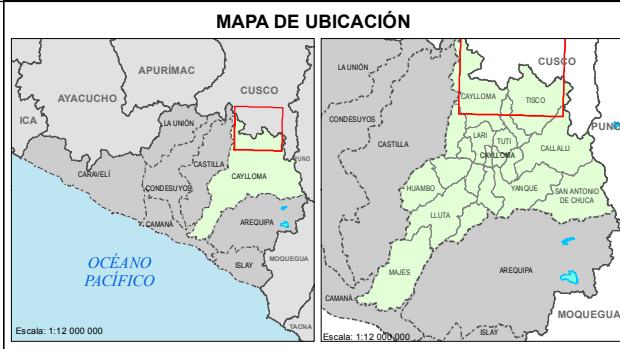 MAPA DE UBICACIÓN
APURÍMAC
CUSCO
AYACUCHO
ICA
LA UNIÓN
CASTILLA
PUNO
CARAVELÍ
CONDESUYOS
CAYLLOMA
CAMANÁ
AREQUIPA
OCÉANO
PACÍFICO
ISLAY
MOQUEGUA
TACNA
Escala: 1:12 000 000
LA UNIÓN
CUSCO
CAYLLOMA
TISCO
CONDESUYOS
PUNO
CASTILLA
LARI
TUTI
CALLALLI
CAYLLOMA
HUAMBO
YANQUE
SAN ANTONIO
DE CHUCA
LLUTA
MAJES
AREQUIPA
CAMANÁ
MOQUEGUA
ISLAY
Escala: 1:12 000 000